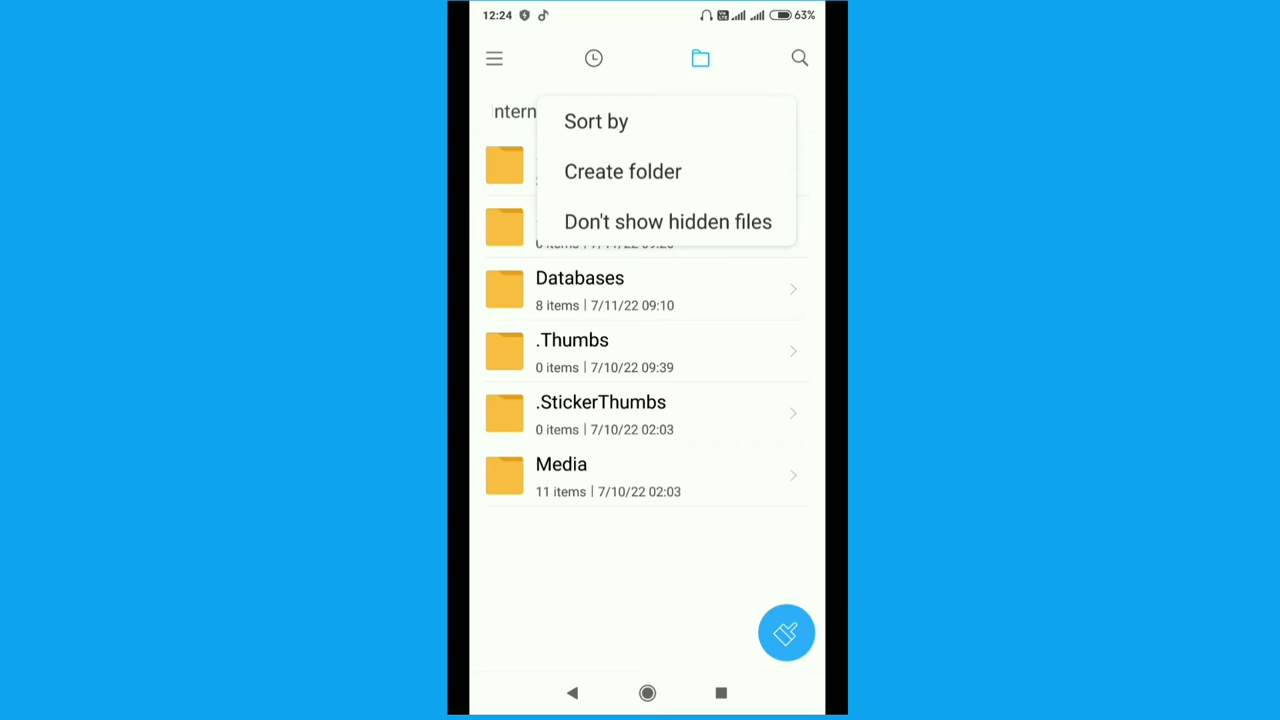 12:24
63%
ntern
Sort by
Create folder
Don't show hidden files
Databases
8 items | 7/11/22 09:10
.Thumbs
0 items | 7/10/22 09:39
.StickerThumbs
0 items | 7/10/22 02:03
Media
11 items | 7/10/22 02:03